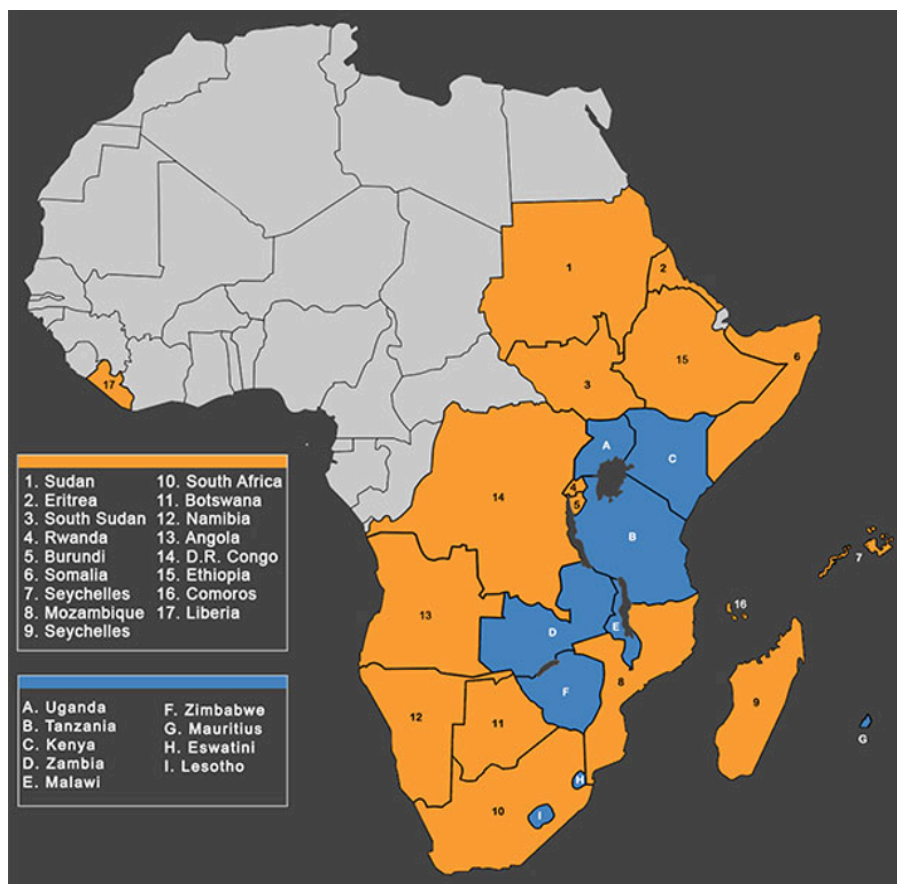 1
2
15
6
3
17
A
C
4
5
14
B
7
16
13
D
E
8
F
9
12
11
G
H
10
I
1. Sudan
2. Eritrea
3. South Sudan
4. Rwanda
5. Burundi
6. Somalia
7. Seychelles
8. Mozambique
9. Seychelles
10. South Africa
11. Botswana
12. Namibia
13. Angola
14. D.R. Congo
15. Ethiopia
16. Comoros
17. Liberia
A. Uganda
B. Tanzania
C. Kenya
D. Zambia
E. Malawi
F. Zimbabwe
G. Mauritius
H. Eswatini
I. Lesotho